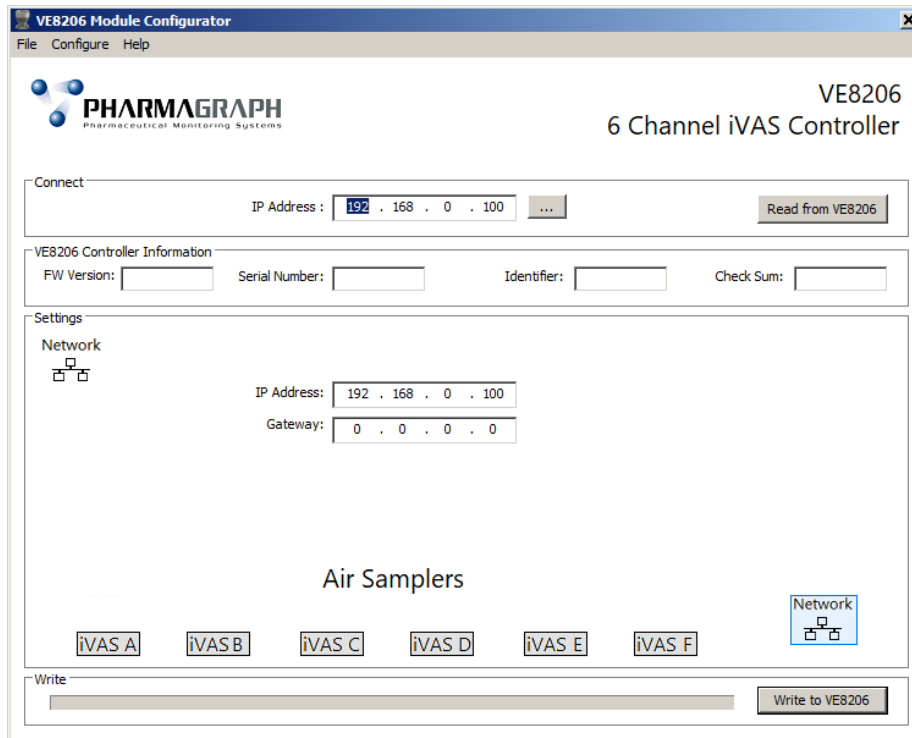 VE8206 Module Configurator
File Configure Help
PHARMAGRAPH
Pharmaceutical Monitoring Systems
VE8206
6 Channel iVAS Controller
Connect
IP Address : 192 . 168 . 0 . 100 ... Read from VE8206
VE8206 Controller Information
FW Version: Serial Number: Identifier: Check Sum:
Settings
Network
IP Address: 192 . 168 . 0 . 100
Gateway: 0 . 0 . 0 . 0
Air Samplers
Network
iVAS A iVAS B iVAS C iVAS D iVAS E iVAS F
Write
Write to VE8206